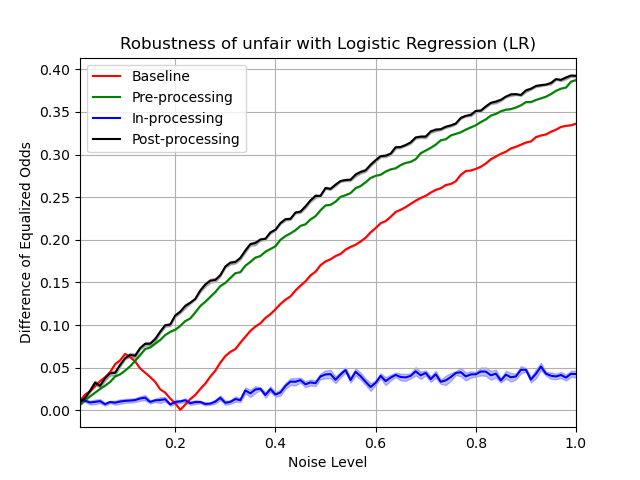 Robustness of unfair with Logistic Regression (LR)
Baseline
Pre-processing
In-processing
Post-processing
Difference of Equalized Odds
0.40
0.35
0.30
0.25
0.20
0.15
0.10
0.05
0.00
0.2
0.4
0.6
0.8
1.0
Noise Level